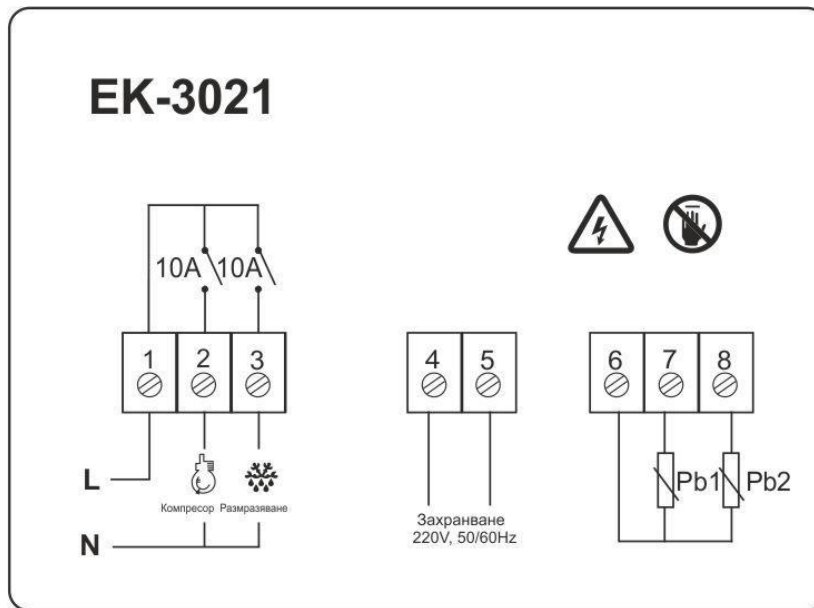 EK-3021
10A 10A
1 2 3 4 5 6 7 8
L
Pb1 Pb2
Компресор Размразяване
Захранване
220V, 50/60Hz
N